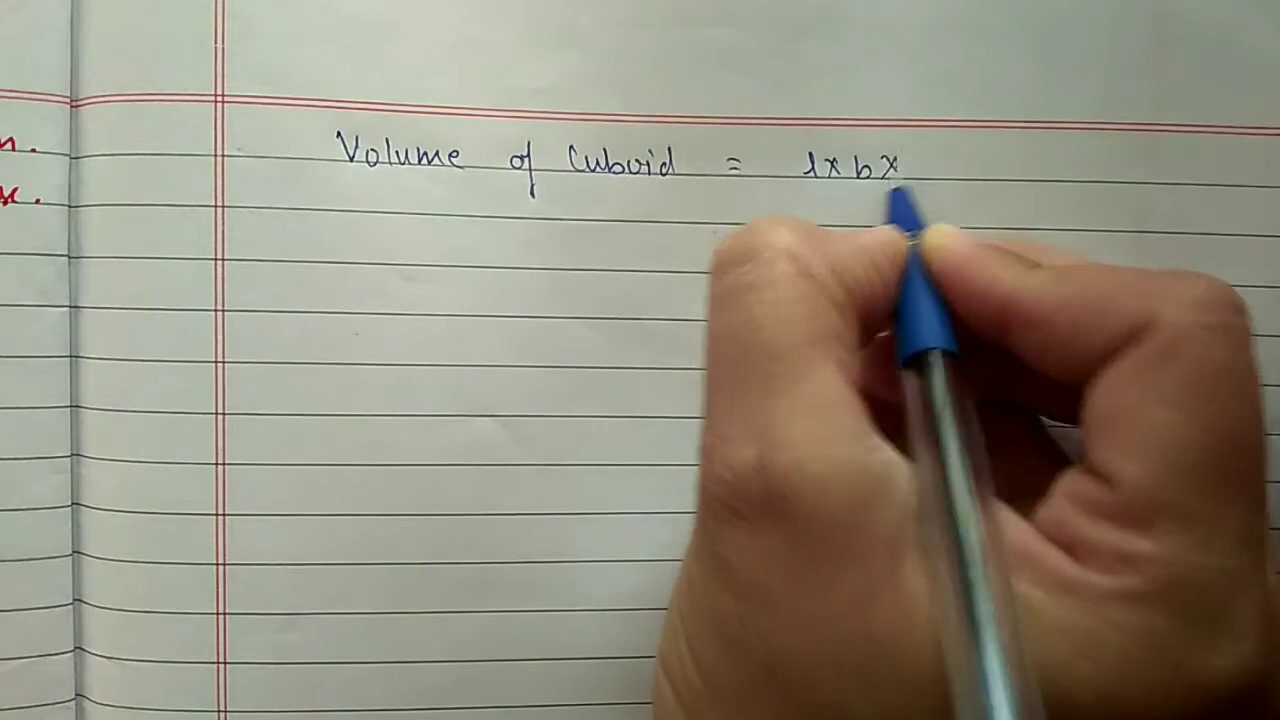 n.
x.
Volume of Cuboid = l×b×